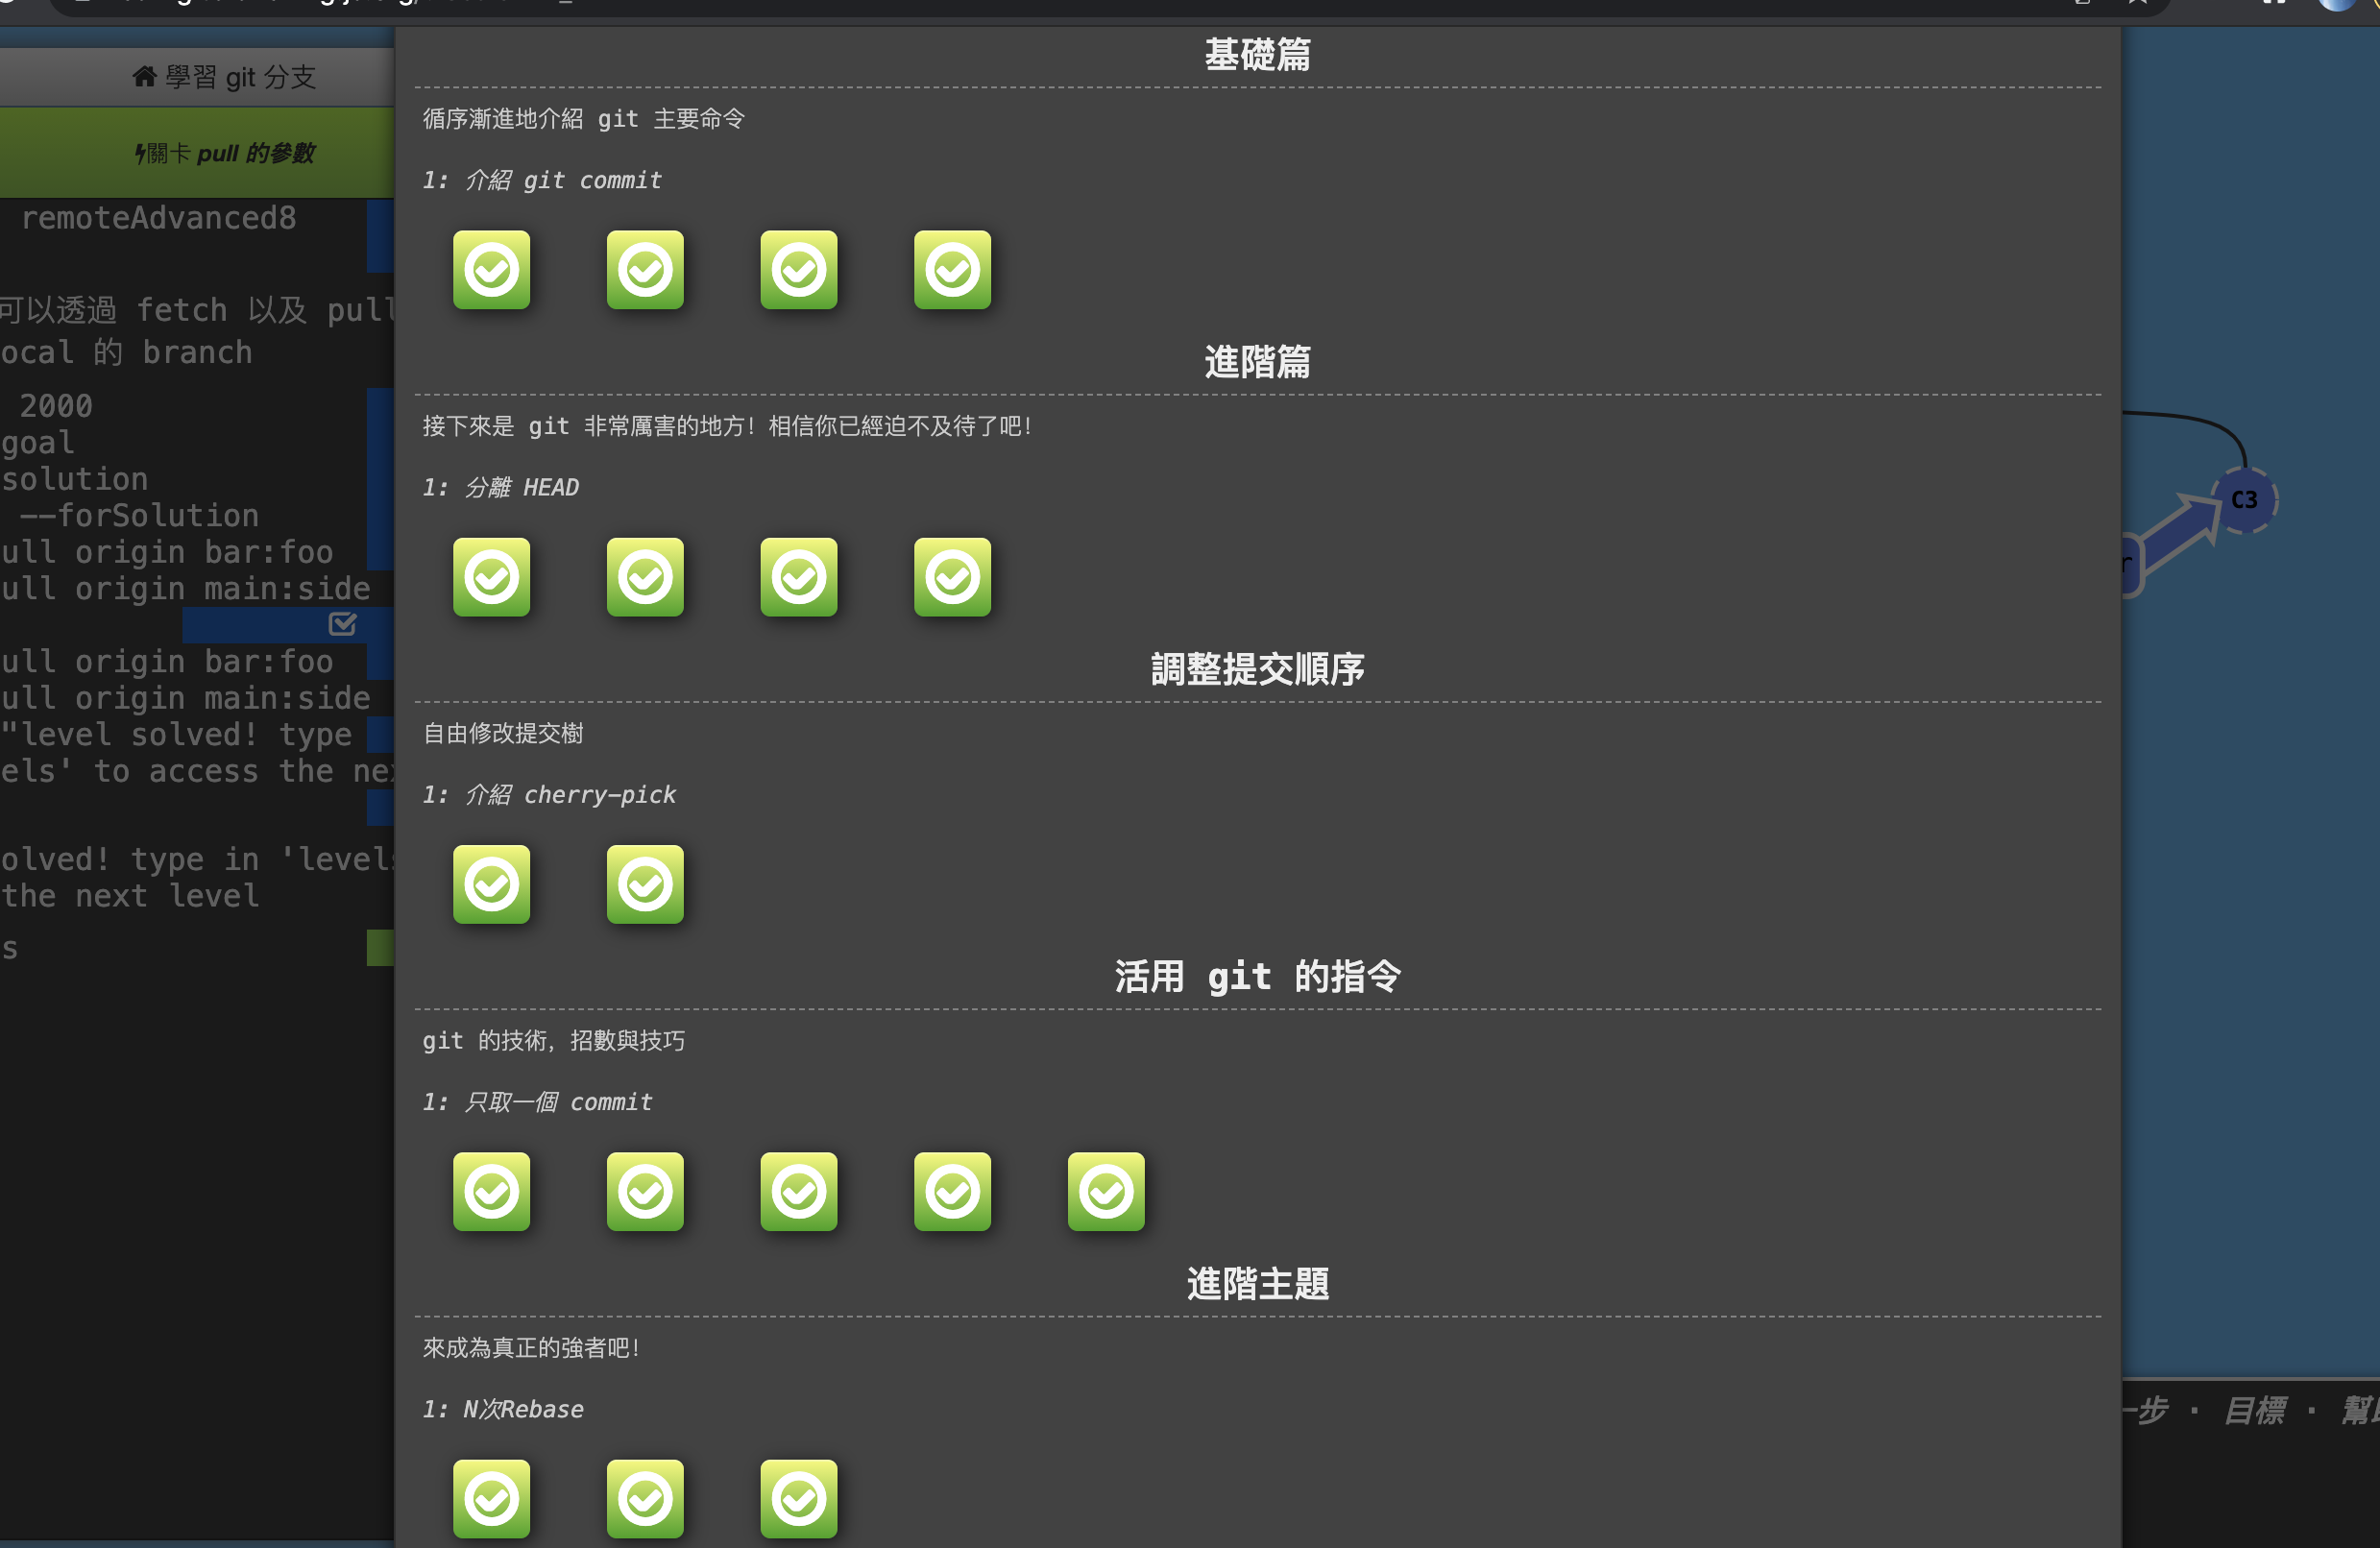 學習 git 分支
關卡 pull 的參數
remoteAdvanced8
可以透過 fetch 以及 pull
ocal 的 branch
2000
goal
solution
--forSolution
ull origin bar:foo
ull origin main:side
ull origin bar:foo
ull origin main:side
"level solved! type
els' to access the ne
olved! type in 'level
the next level
s
基礎篇
循序漸進地介紹 git 主要命令
1: 介紹 git commit
進階篇
接下來是 git 非常厲害的地方！相信你已經迫不及待了吧！
1: 分離 HEAD
調整提交順序
自由修改提交樹
1: 介紹 cherry-pick
活用 git 的指令
git 的技術，招數與技巧
1: 只取一個 commit
進階主題
來成為真正的強者吧！
1: N次Rebase
C3
r
一步 · 目標 · 幫